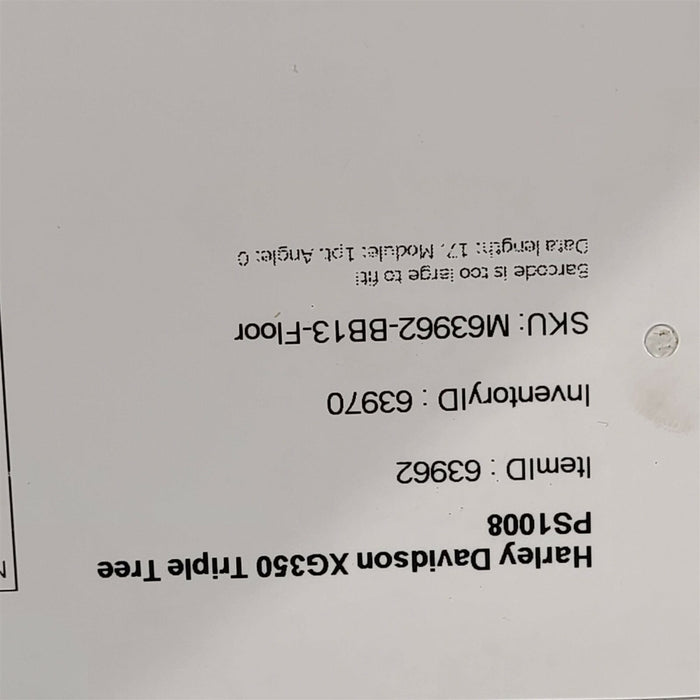 Harley Davidson XG350 Triple Tree
PS1008
ItemID : 63962
InventoryID : 63970
SKU: M63962-BB13-Floor
Barcode is too large to fit!
Data length: 17. Module: 1pt. Angle: 0